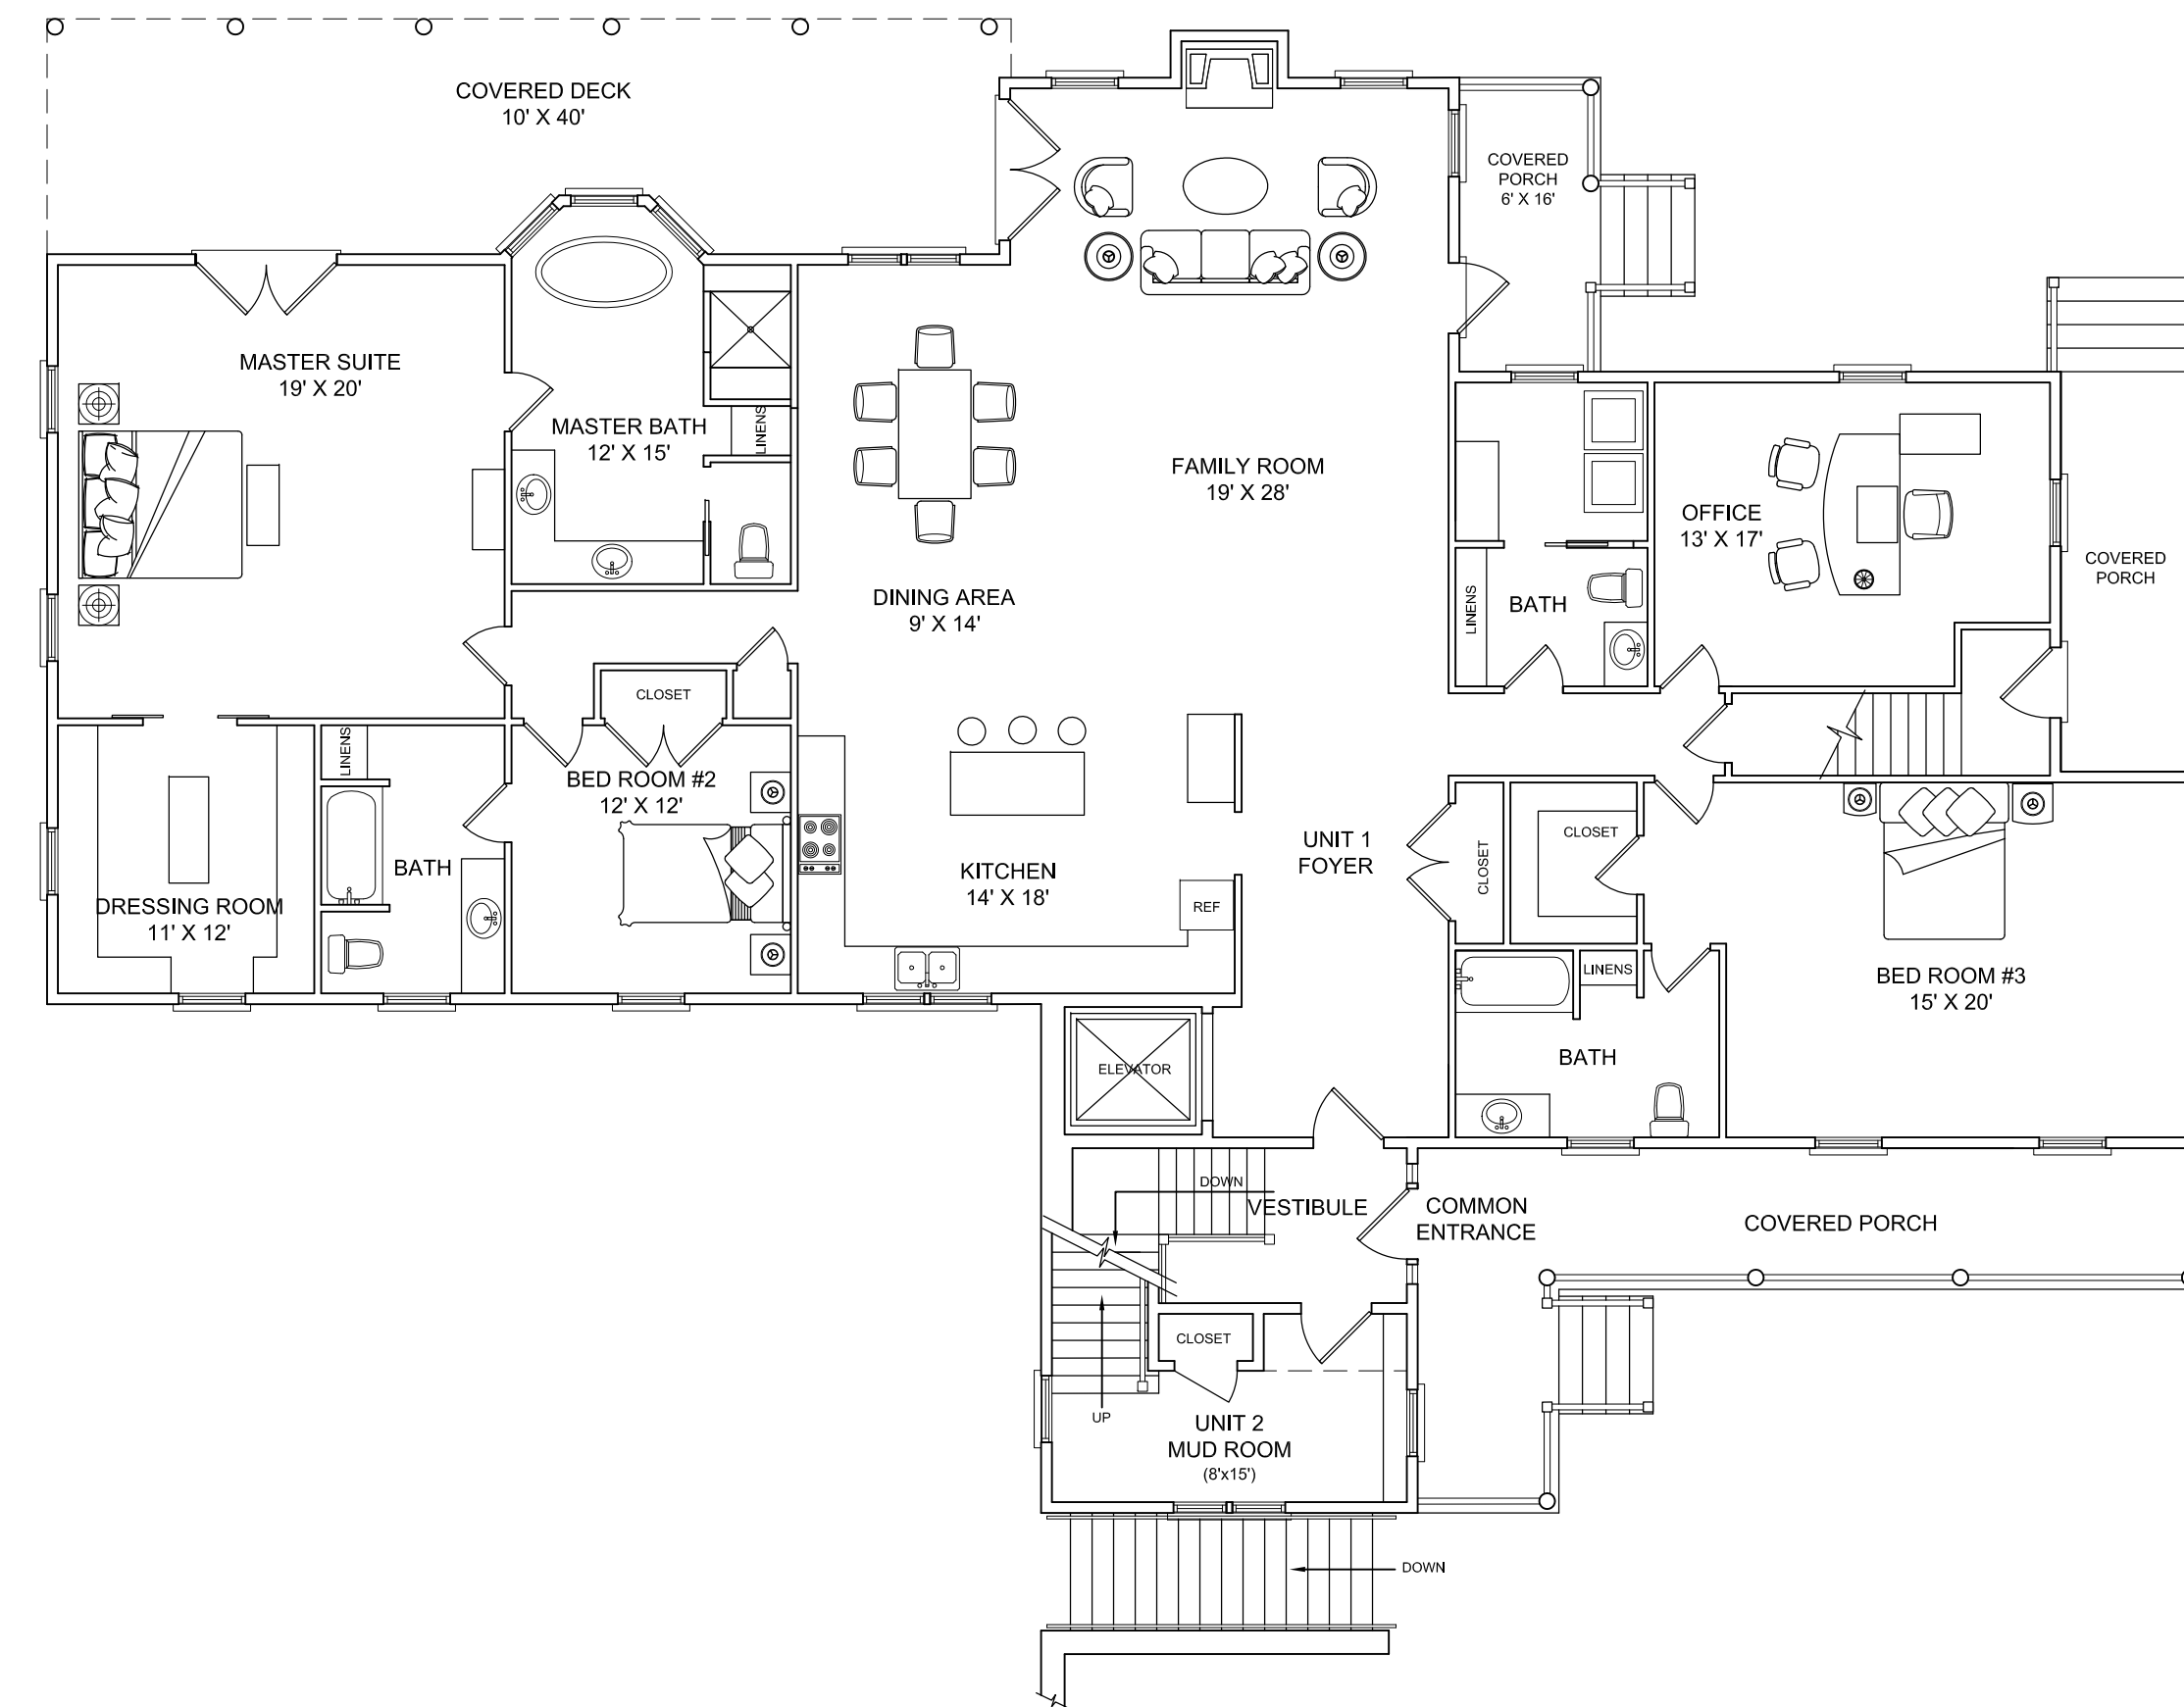 COVERED DECK
10' X 40'
COVERED
PORCH
6' X 16'
MASTER SUITE
19' X 20'
MASTER BATH
12' X 15'
LINENS
FAMILY ROOM
19' X 28'
OFFICE
13' X 17'
COVERED
PORCH
DINING AREA
9' X 14'
LINENS
BATH
CLOSET
LINENS
BED ROOM #2
12' X 12'
BATH
DRESSING ROOM
11' X 12'
KITCHEN
14' X 18'
REF
UNIT 1
FOYER
CLOSET
CLOSET
LINENS
BED ROOM #3
15' X 20'
BATH
ELEVATOR
DOWN
VESTIBULE
COMMON
ENTRANCE
COVERED PORCH
CLOSET
UP
UNIT 2
MUD ROOM
(8'x15')
DOWN